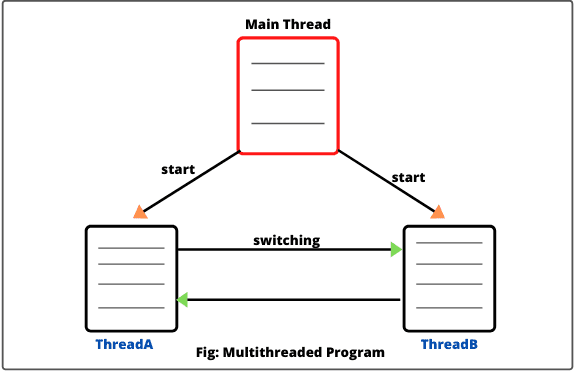 Main Thread
start
start
switching
ThreadA
ThreadB
Fig: Multithreaded Program